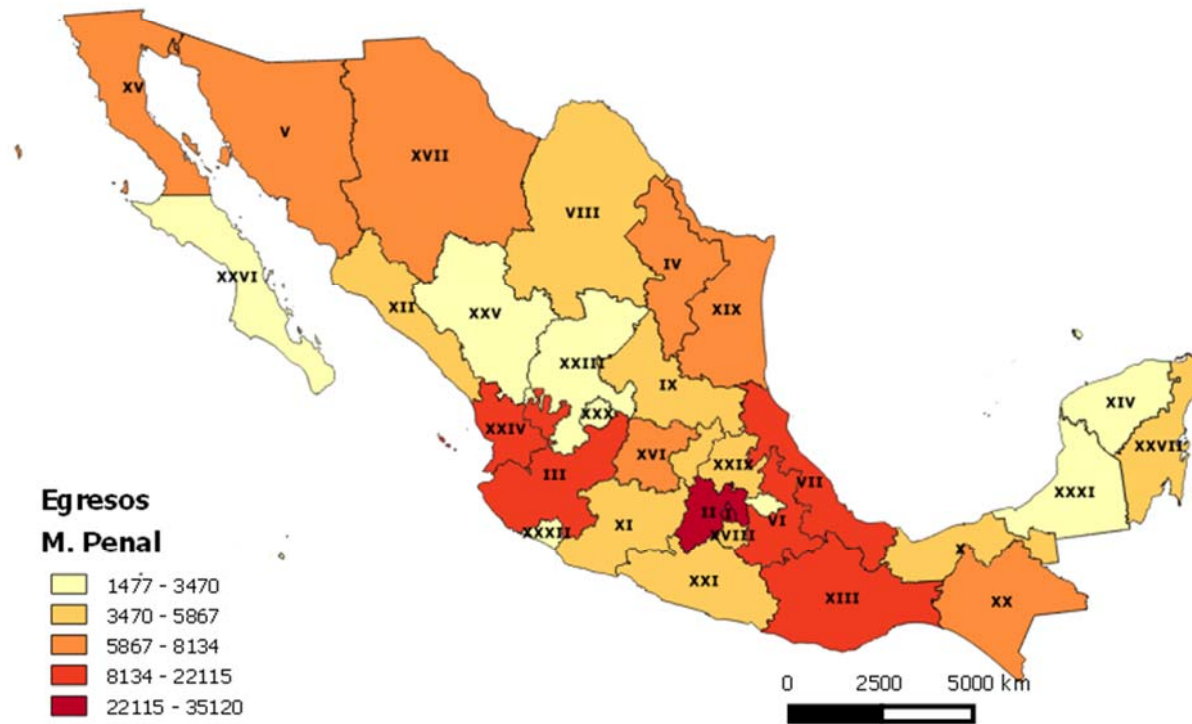 XV
V
XVII
VIII
IV
XXVI
XII
XXV
XIX
XXIII
IX
XXX
XIV
XXIV
XVI
XXIX
XXVII
III
VII
XXXI
II
I
VI
XXXII
XI
XVIII
X
XXI
XIII
XX
Egresos
M. Penal
1477 - 3470
3470 - 5867
5867 - 8134
8134 - 22115
22115 - 35120
0 2500 5000 km